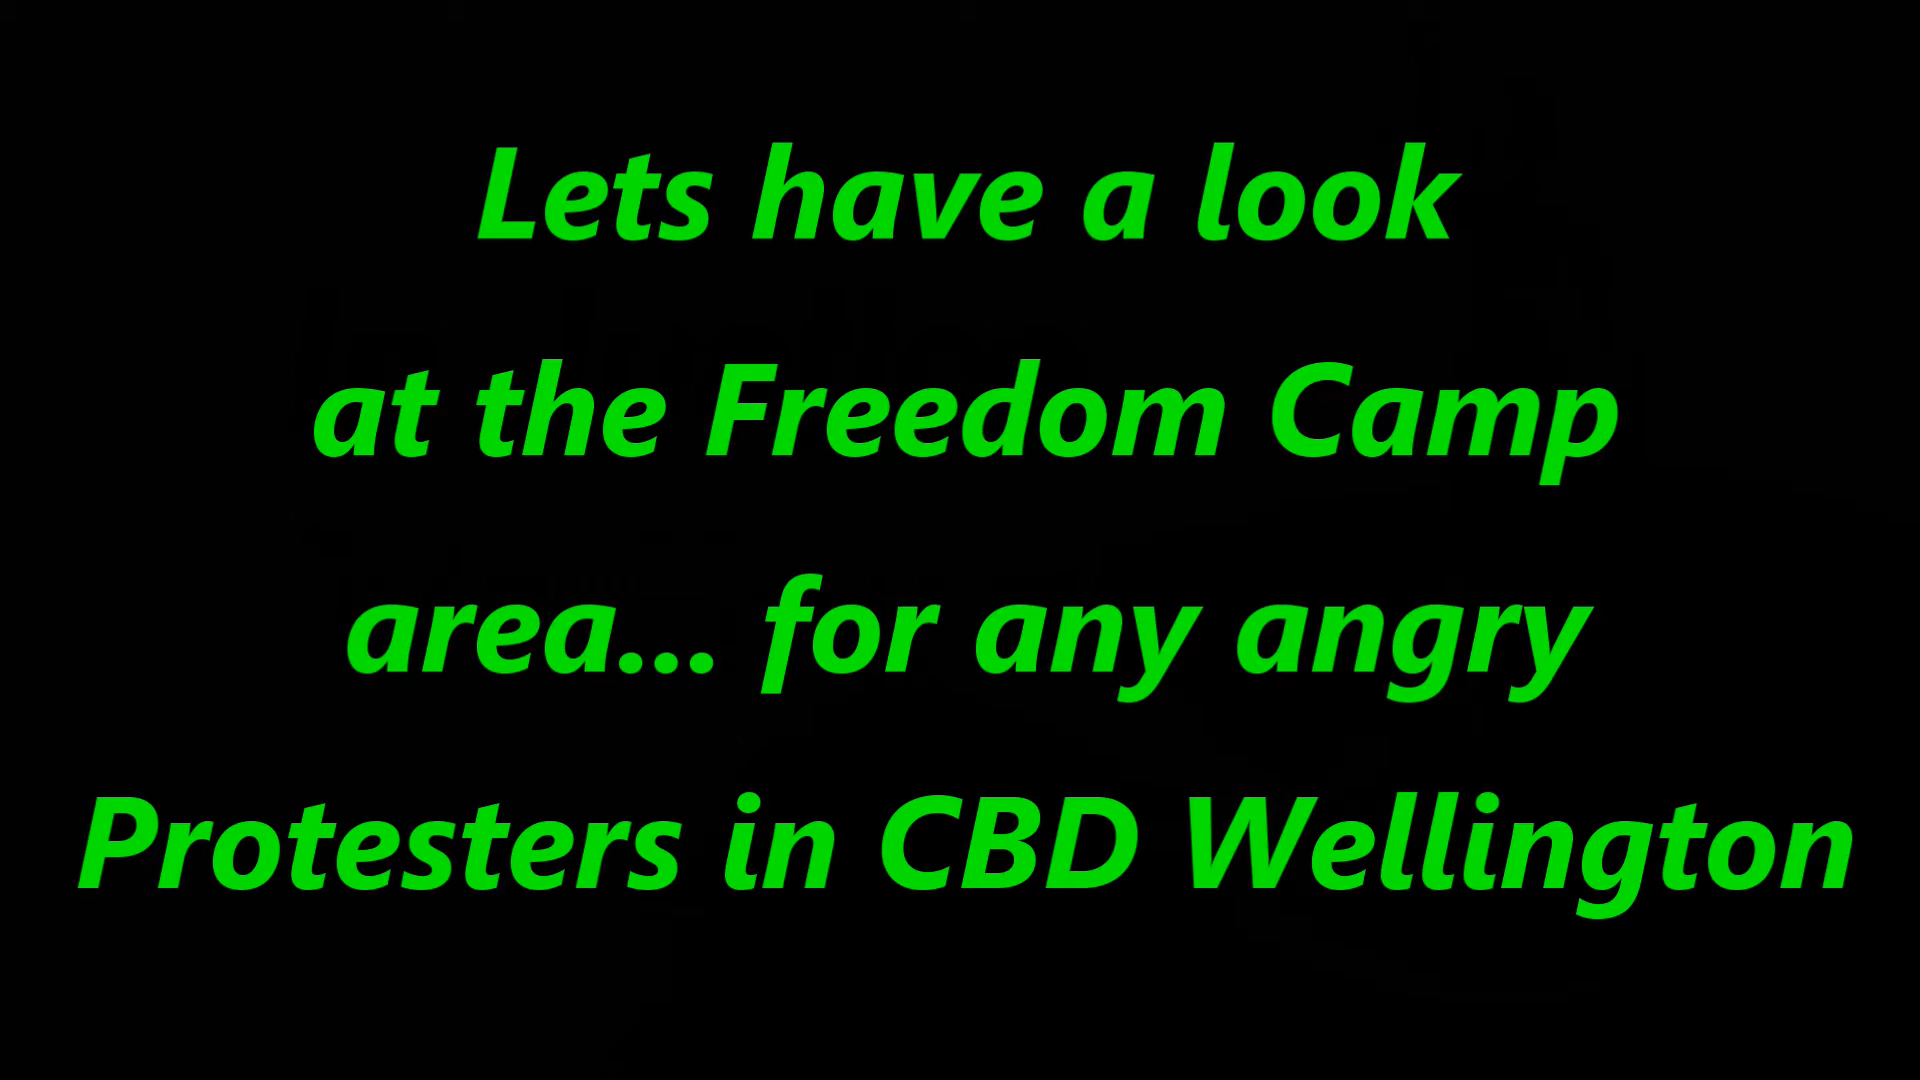 Lets have a look
at the Freedom Camp
area... for any angry
Protesters in CBD Wellington